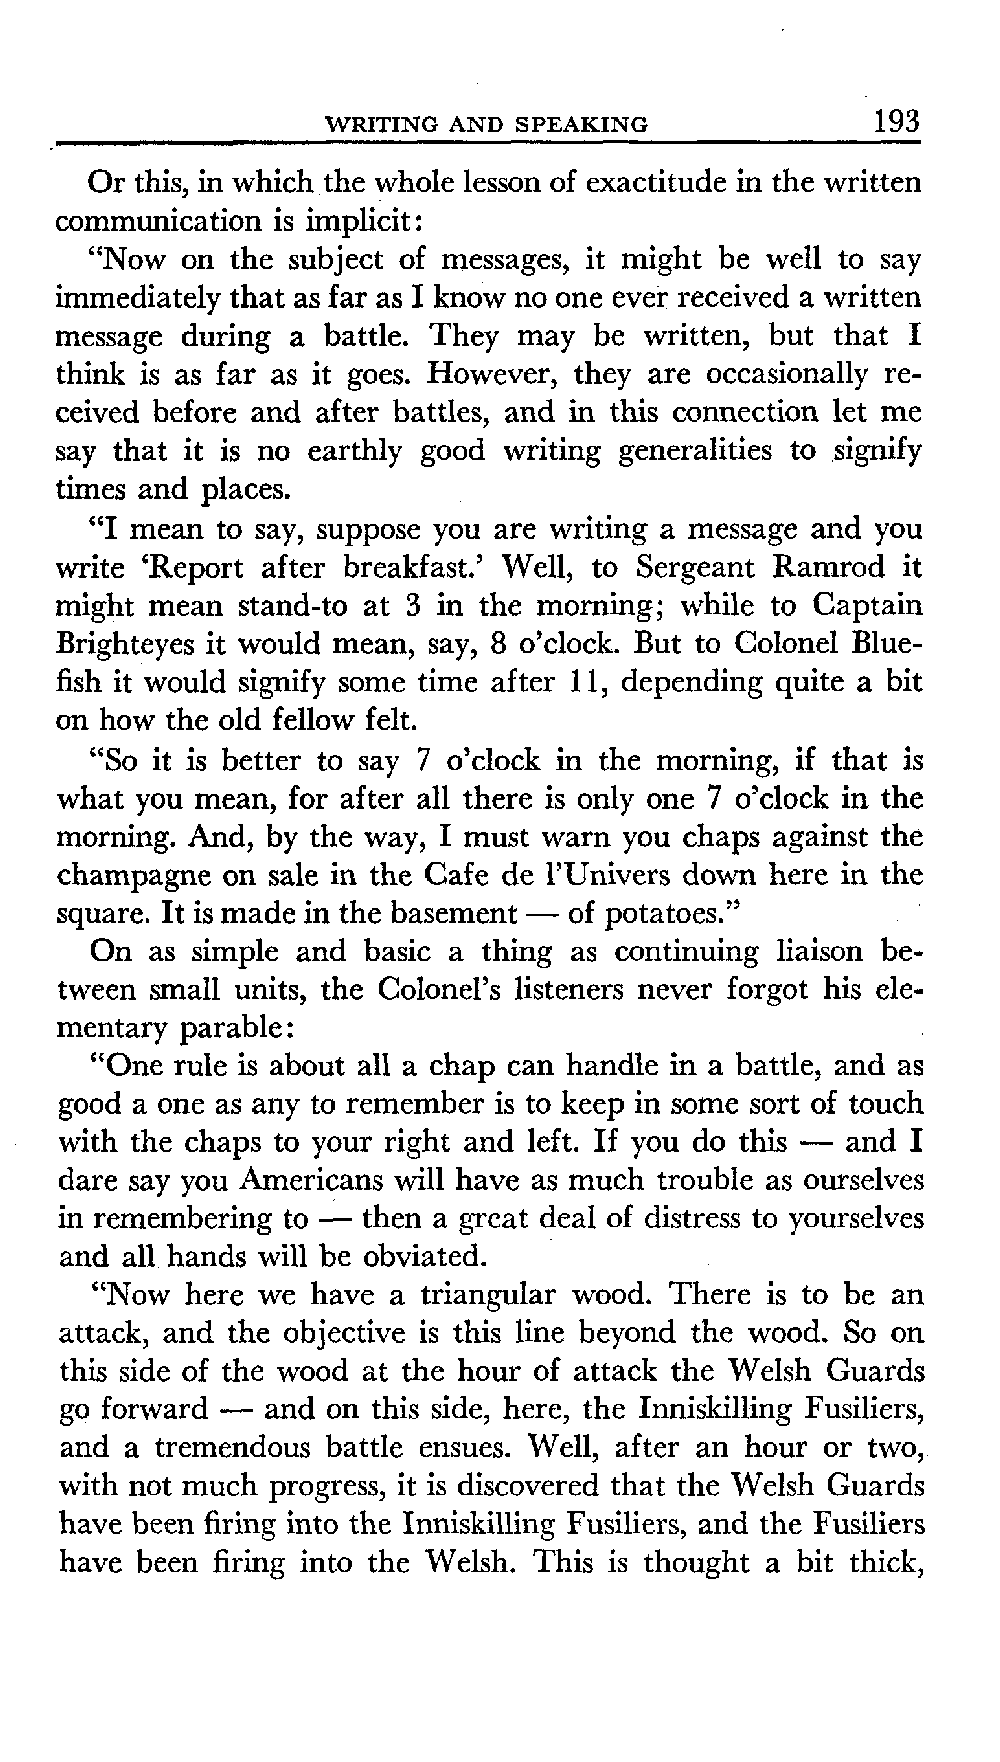 WRITING AND SPEAKING 193
Or this, in which the whole lesson of exactitude in the written
communication is implicit:
“Now on the subject of messages, it might be well to say
immediately that as far as I know no one ever received a written
message during a battle. They may be written, but that I
think is as far as it goes. However, they are occasionally re-
ceived before and after battles, and in this connection let me
say that it is no earthly good writing generalities to signify
times and places.
“I mean to say, suppose you are writing a message and you
write ‘Report after breakfast.’ Well, to Sergeant Ramrod it
might mean stand-to at 3 in the morning; while to Captain
Brighteyes it would mean, say, 8 o’clock. But to Colonel Blue-
fish it would signify some time after 11, depending quite a bit
on how the old fellow felt.
“So it is better to say 7 o’clock in the morning, if that is
what you mean, for after all there is only one 7 o’clock in the
morning. And, by the way, I must warn you chaps against the
champagne on sale in the Cafe de l’Univers down here in the
square. It is made in the basement — of potatoes.”
On as simple and basic a thing as continuing liaison be-
tween small units, the Colonel’s listeners never forgot his ele-
mentary parable:
“One rule is about all a chap can handle in a battle, and as
good a one as any to remember is to keep in some sort of touch
with the chaps to your right and left. If you do this — and I
dare say you Americans will have as much trouble as ourselves
in remembering to — then a great deal of distress to yourselves
and all hands will be obviated.
“Now here we have a triangular wood. There is to be an
attack, and the objective is this line beyond the wood. So on
this side of the wood at the hour of attack the Welsh Guards
go forward — and on this side, here, the Inniskilling Fusiliers,
and a tremendous battle ensues. Well, after an hour or two,
with not much progress, it is discovered that the Welsh Guards
have been firing into the Inniskilling Fusiliers, and the Fusiliers
have been firing into the Welsh. This is thought a bit thick,